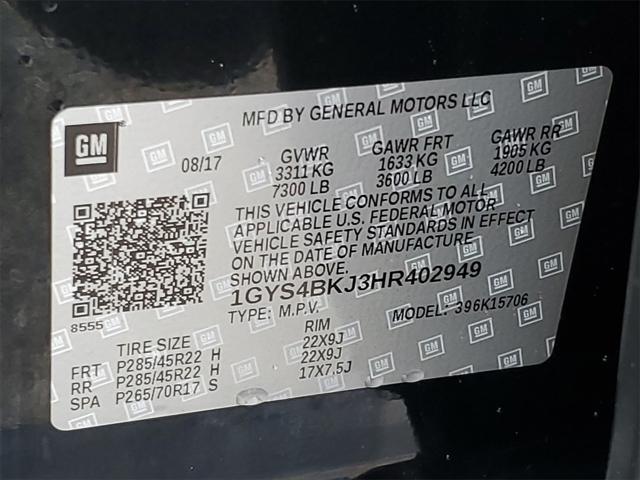 MFD BY GENERAL MOTORS LLC
GM
08/17 GVWR GAWR FRT GAWR RR
3311 KG 1633 KG 1905 KG
7300 LB 3600 LB 4200 LB
THIS VEHICLE CONFORMS TO ALL
APPLICABLE U.S. FEDERAL MOTOR
VEHICLE SAFETY STANDARDS IN EFFECT
ON THE DATE OF MANUFACTURE
SHOWN ABOVE.
1GYS4BKJ3HR402949
8555 TYPE: M.P.V. MODEL: 396K15706
TIRE SIZE RIM
FRT P285/45R22 H 22X9J
RR P285/45R22 H 22X9J
SPA P265/70R17 S 17X7.5J